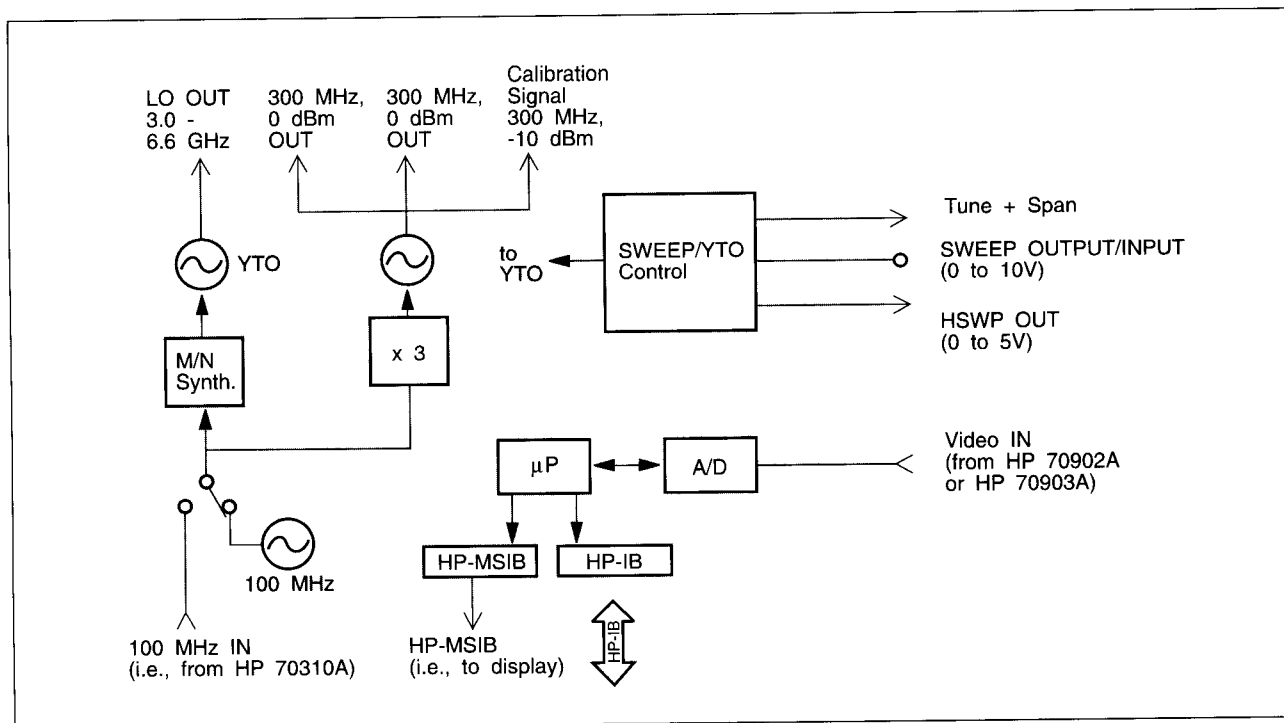 LO OUT
3.0 -
6.6 GHz
300 MHz,
0 dBm
OUT
300 MHz,
0 dBm
OUT
Calibration
Signal
300 MHz,
-10 dBm
YTO
M/N
Synth.
x 3
100 MHz
100 MHz IN
(i.e., from HP 70310A)
to
YTO
SWEEP/YTO
Control
Tune + Span
SWEEP OUTPUT/INPUT
(0 to 10V)
HSWP OUT
(0 to 5V)
μP
A/D
Video IN
(from HP 70902A
or HP 70903A)
HP-MSIB
HP-IB
HP-MSIB
(i.e., to display)
HP-IB